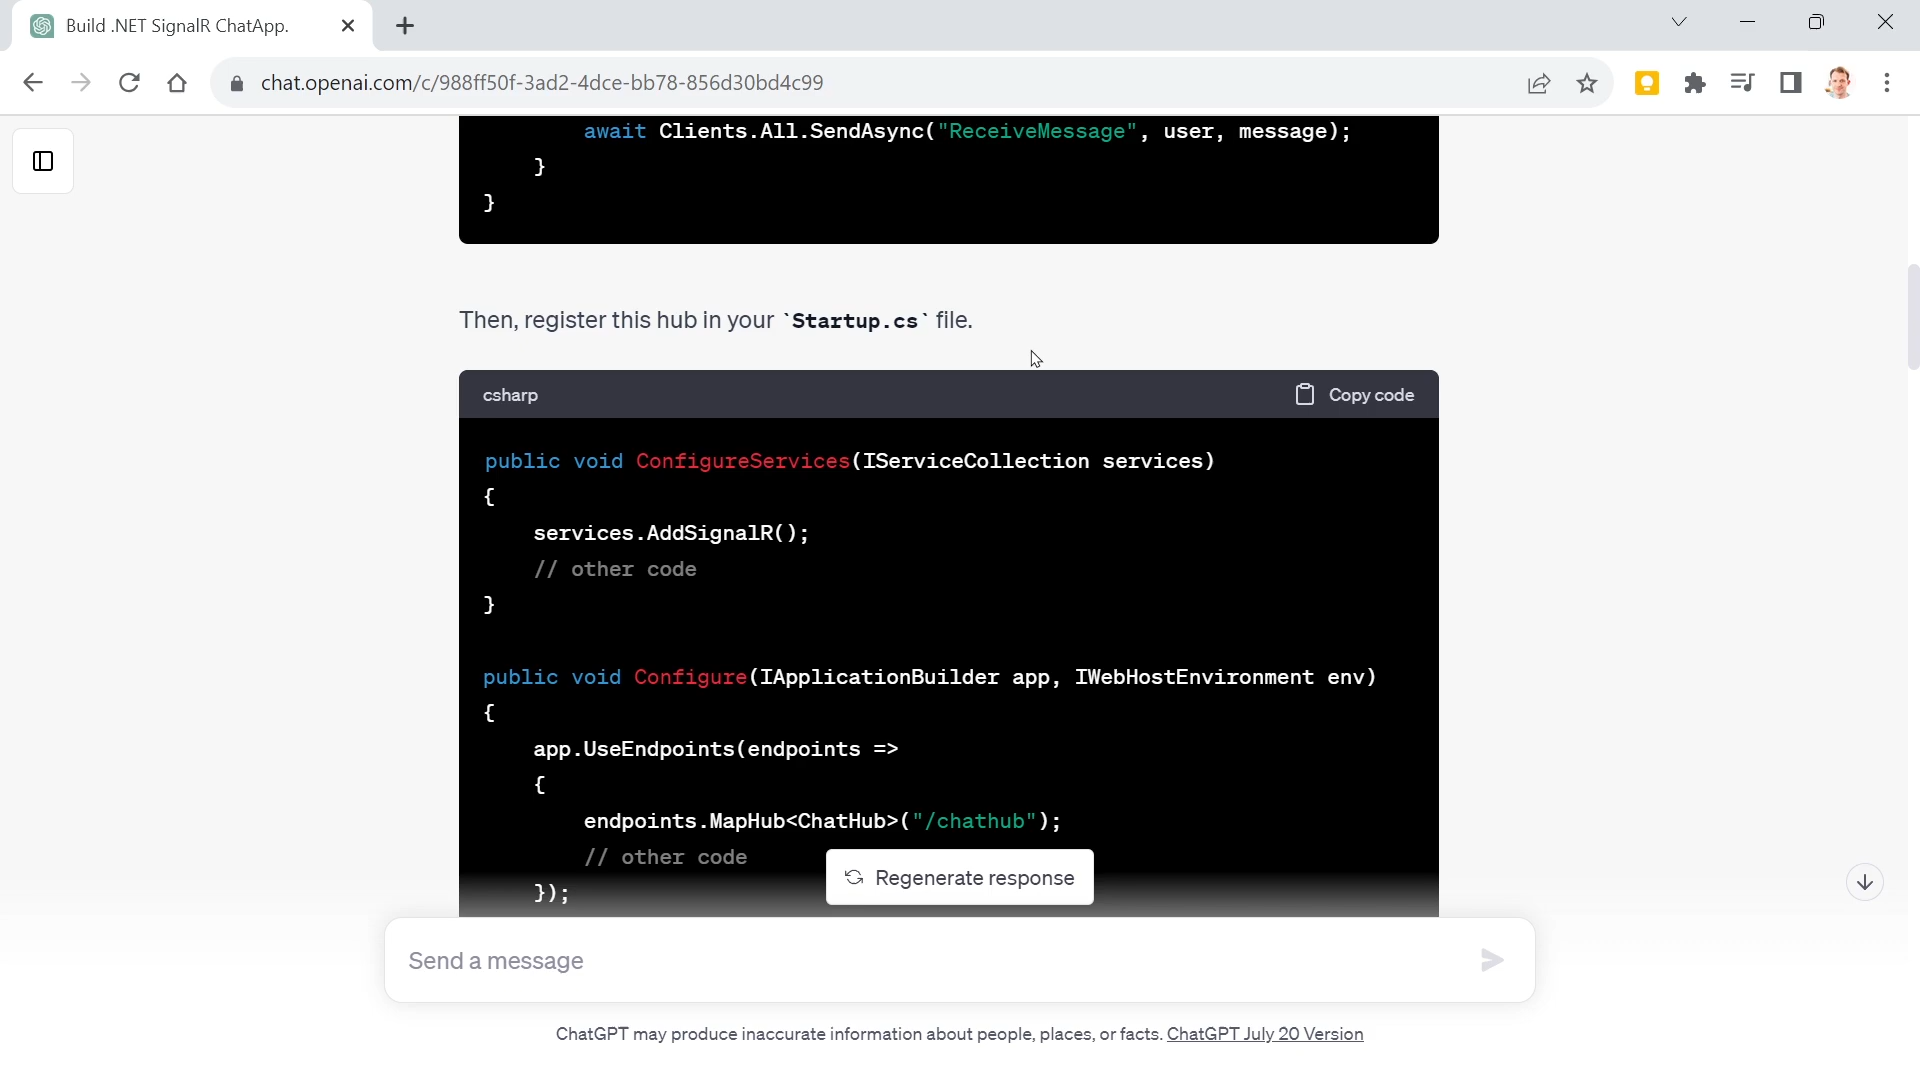 Build .NET SignalR ChatApp.
chat.openai.com/c/988ff50f-3ad2-4dce-bb78-856d30bd4c99
await Clients.All.SendAsync("ReceiveMessage", user, message);
}
}
Then, register this hub in your `Startup.cs` file.
csharp
Copy code
public void ConfigureServices(IServiceCollection services)
{
services.AddSignalR();
// other code
}
public void Configure(IApplicationBuilder app, IWebHostEnvironment env)
{
app.UseEndpoints(endpoints =>
{
endpoints.MapHub<ChatHub>("/chathub");
// other code
});
Regenerate response
Send a message
ChatGPT may produce inaccurate information about people, places, or facts. ChatGPT July 20 Version